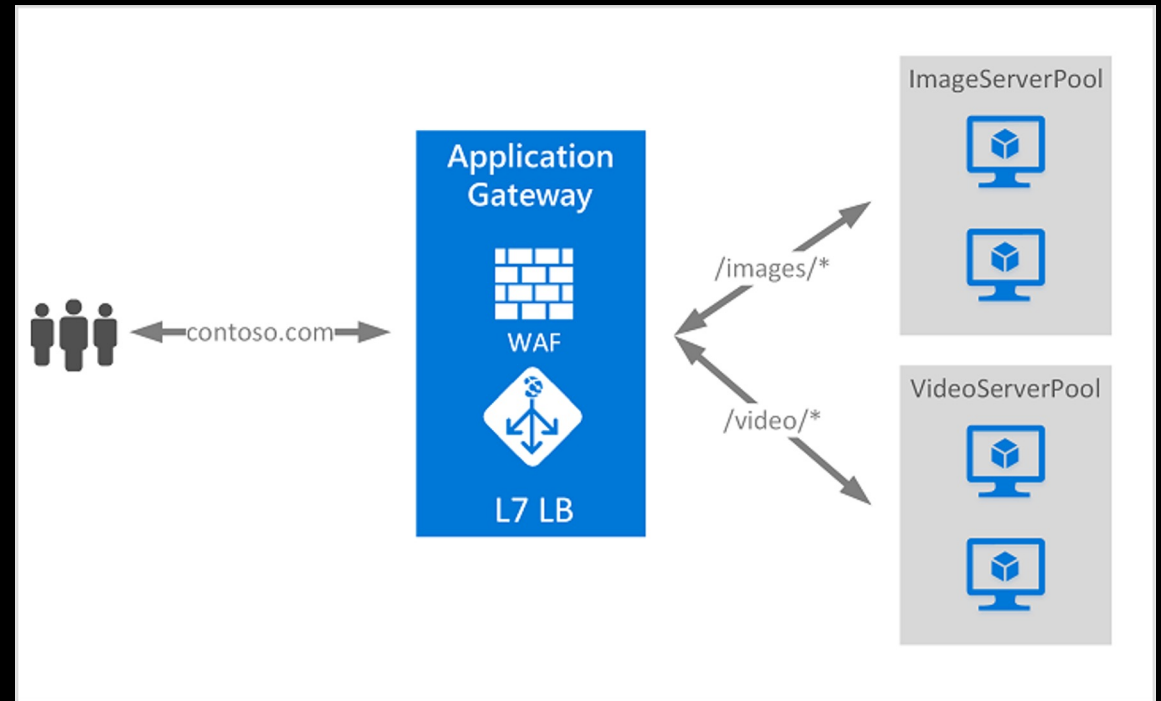 contoso.com
Application
Gateway
WAF
L7 LB
/images/*
/video/*
ImageServerPool
VideoServerPool